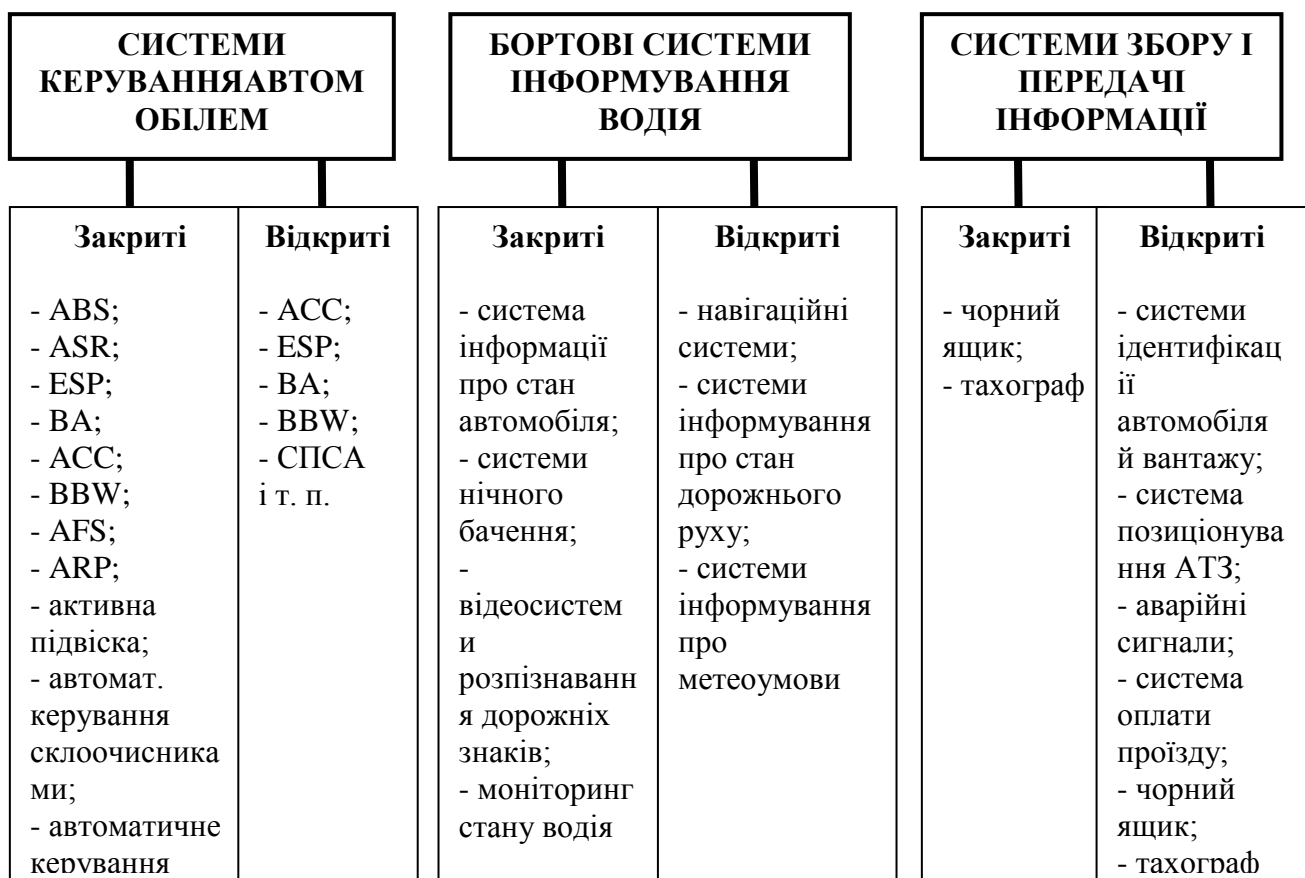 СИСТЕМИ
КЕРУВАННЯАВТОМ
ОБІЛЕМ
Закриті
- ABS;
- ASR;
- ESP;
- BA;
- ACC;
- BBW;
- AFS;
- ARP;
- активна
підвіска;
- автомат.
керування
склоочисника
ми;
- автоматичне
керування
Відкриті
- ACC;
- ESP;
- BA;
- BBW;
- СПСА
і т. п.
БОРТОВІ СИСТЕМИ
ІНФОРМУВАННЯ
ВОДІЯ
Закриті
- система
інформації
про стан
автомобіля;
- системи
нічного
бачення;
-
відеосистем
и
розпізнаванн
я дорожніх
знаків;
- моніторинг
стану водія
Відкриті
- навігаційні
системи;
- системи
інформування
про стан
дорожнього
руху;
- системи
інформування
про
метеоумови
СИСТЕМИ ЗБОРУ І
ПЕРЕДАЧІ
ІНФОРМАЦІЇ
Закриті
- чорний
ящик;
- тахограф
Відкриті
- системи
ідентифікац
ії
автомобіля
й вантажу;
- система
позиціонува
ння АТЗ;
- аварійні
сигнали;
- система
оплати
проїзду;
- чорний
ящик;
- тахограф